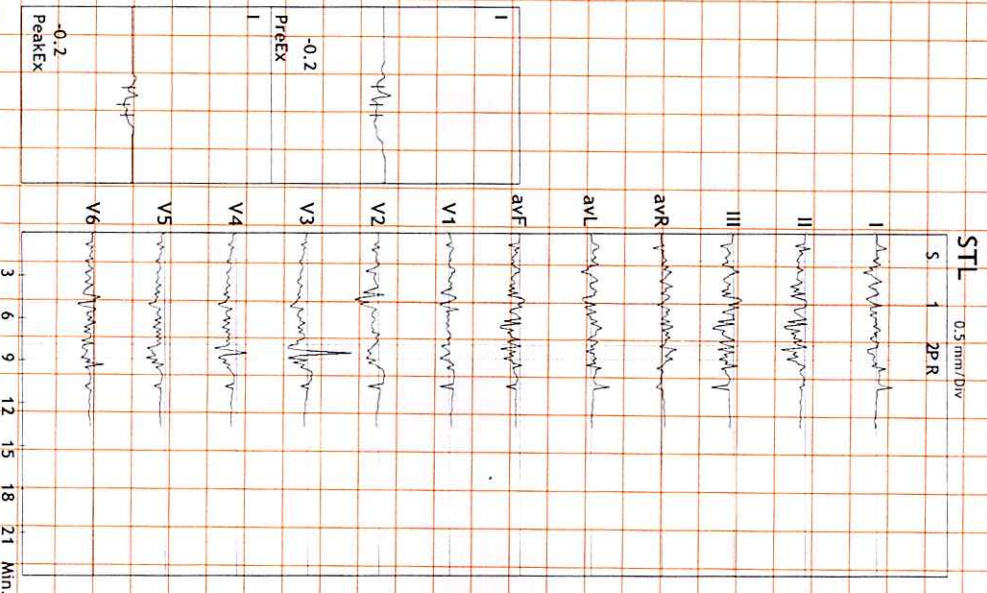 STL 0.5 mm/Div
S 1 2P R
I
II
III
avR
avL
avF
V1
V2
V3
V4
V5
V6
3 6 9 12 15 18 21 Min.
I
-0.2
PreEx
I
-0.2
PeakEx